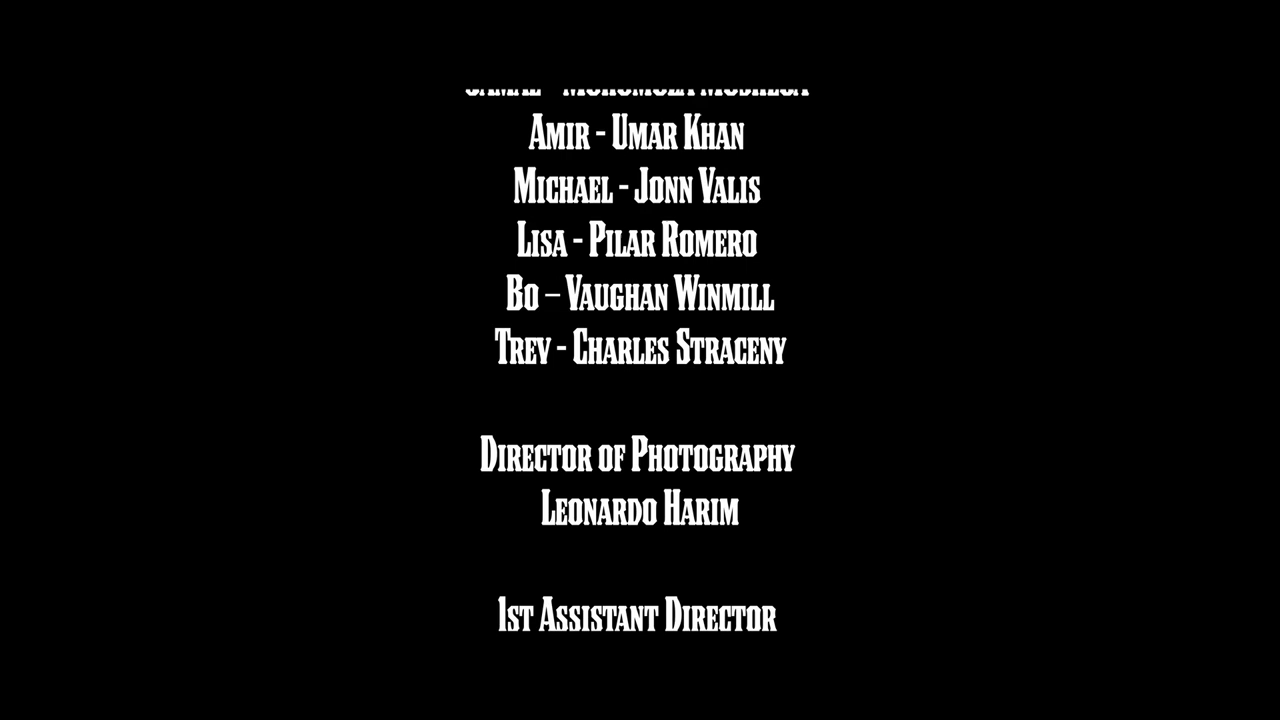 Amir - Umar Khan
Michael - Jonn Valis
Lisa - Pilar Romero
Bo – Vaughan Winmill
Trev - Charles Straceny
Director of Photography
Leonardo Harim
1st Assistant Director